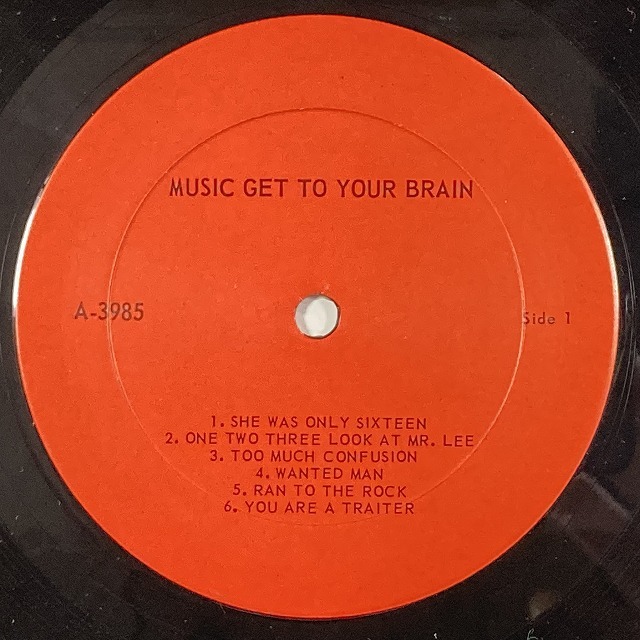 MUSIC GET TO YOUR BRAIN
A-3985
Side 1
1. SHE WAS ONLY SIXTEEN
2. ONE TWO THREE LOOK AT MR. LEE
3. TOO MUCH CONFUSION
4. WANTED MAN
5. RAN TO THE ROCK
6. YOU ARE A TRAITER